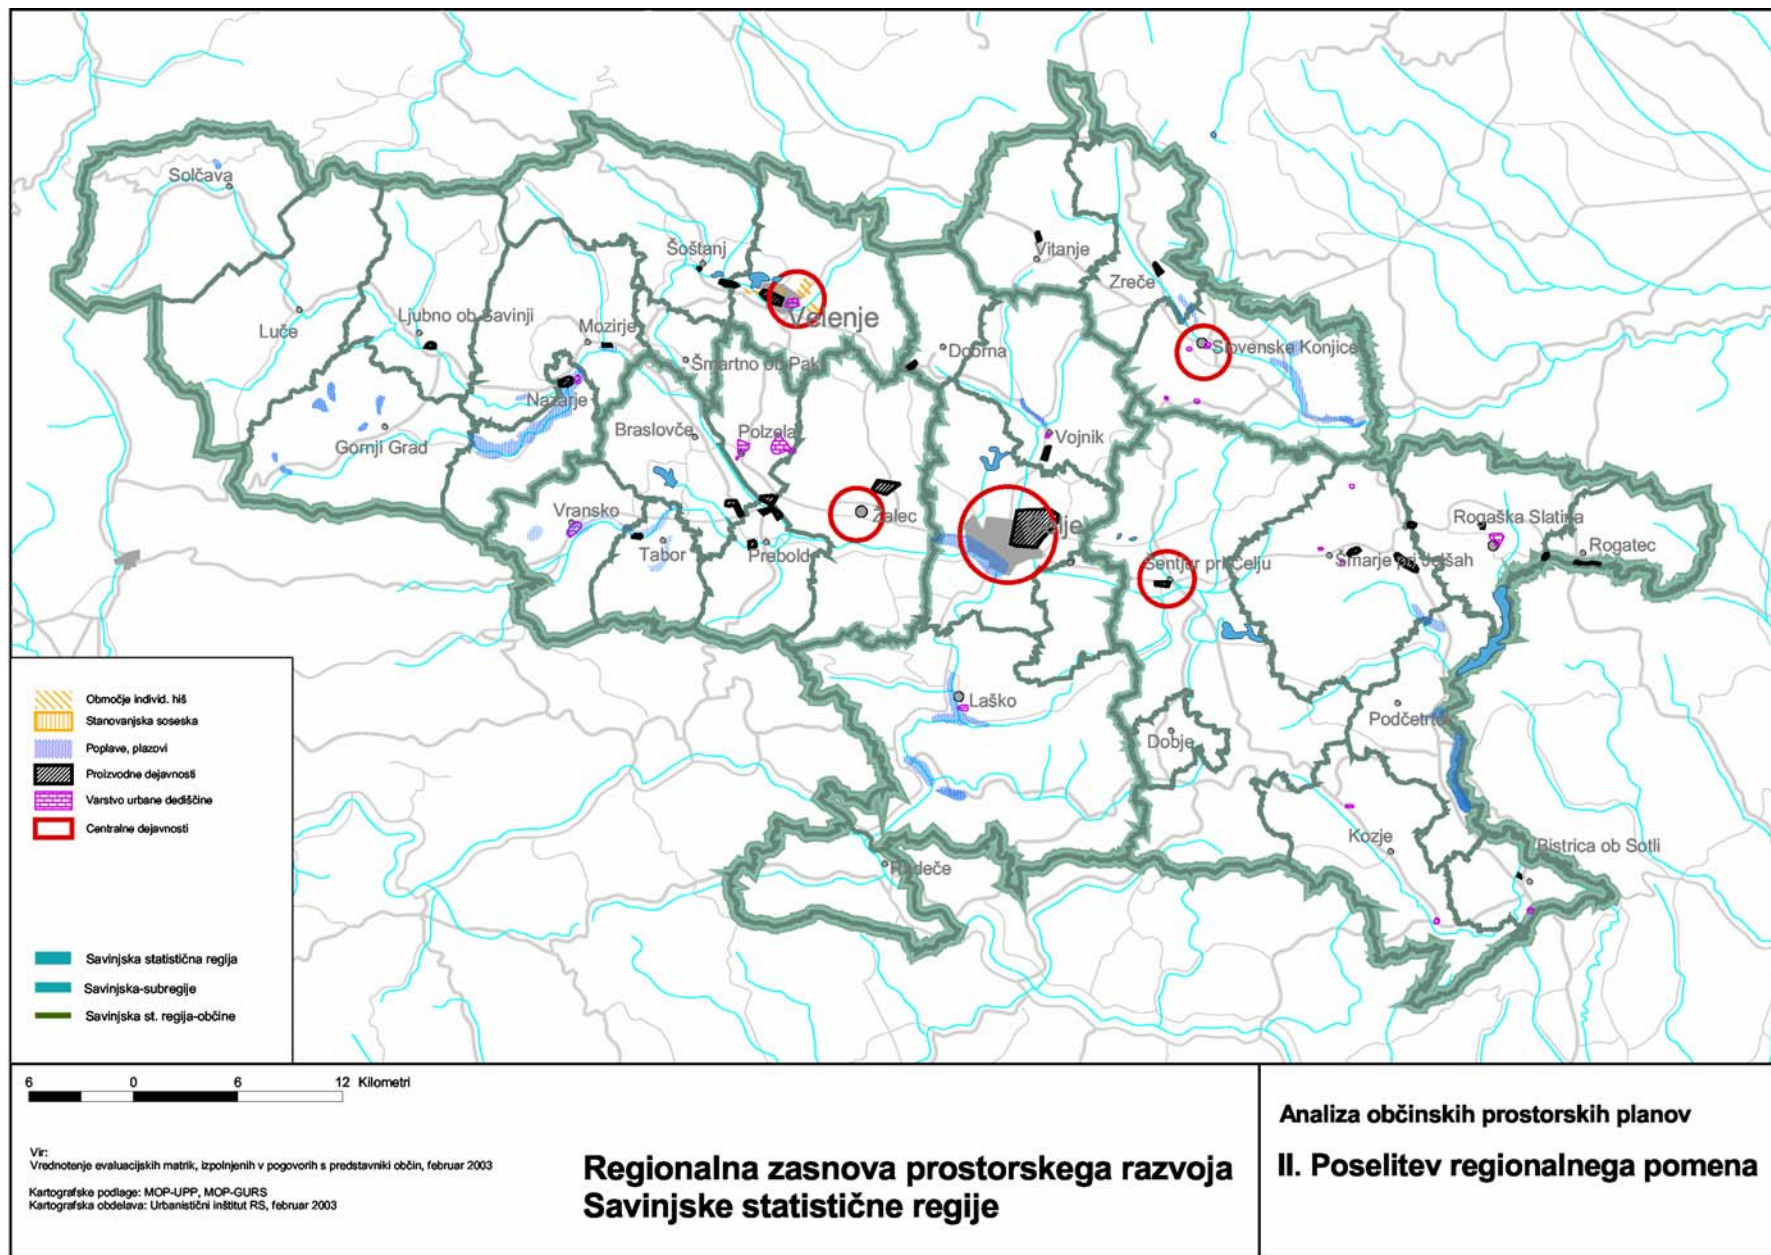 Solčava
Šoštanj
Vitanje
Zreče
Velenje
Luče
Ljubno ob Savinji
Mozirje
Šmartno ob Paki
Dobrna
Slovenske Konjice
Nazarje
Gornji Grad
Braslovče
Polzela
Vojnik
Vransko
Žalec
Tabor
Prebold
Šentjur pri Celju
Šmarje pri Jelšah
Rogaška Slatina
Rogatec
Laško
Podčetrtek
Dobje
Kozje
Bistrica ob Sotli
Radeče
Območje individ. hiš
Stanovanjska soseska
Poplave, plazovi
Proizvodne dejavnosti
Varstvo urbane dediščine
Centralne dejavnosti
Savinjska statistična regija
Savinjska-subregije
Savinjska st. regija-občine
6 0 6 12 Kilometri
Vir:
Vrednotenje evaluacijskih matrik, izpolnjenih v pogovorih s predstavniki občin, februar 2003
Kartografske podlage: MOP-UPP, MOP-GURS
Kartografska obdelava: Urbanistični inštitut RS, februar 2003
Regionalna zasnova prostorskega razvoja
Savinjske statistične regije
Analiza občinskih prostorskih planov
II. Poselitev regionalnega pomena